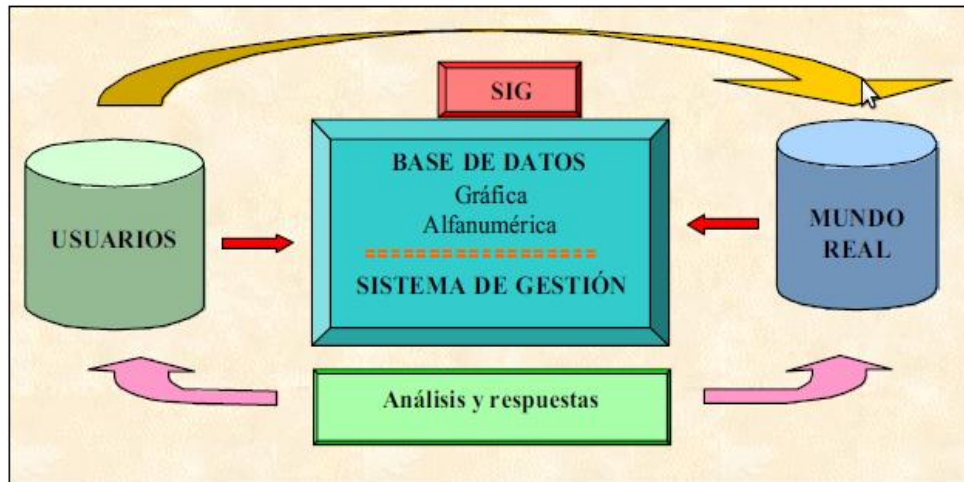 SIG
BASE DE DATOS
Gráfica
Alfanumérica
SISTEMA DE GESTIÓN
USUARIOS
MUNDO
REAL
Análisis y respuestas